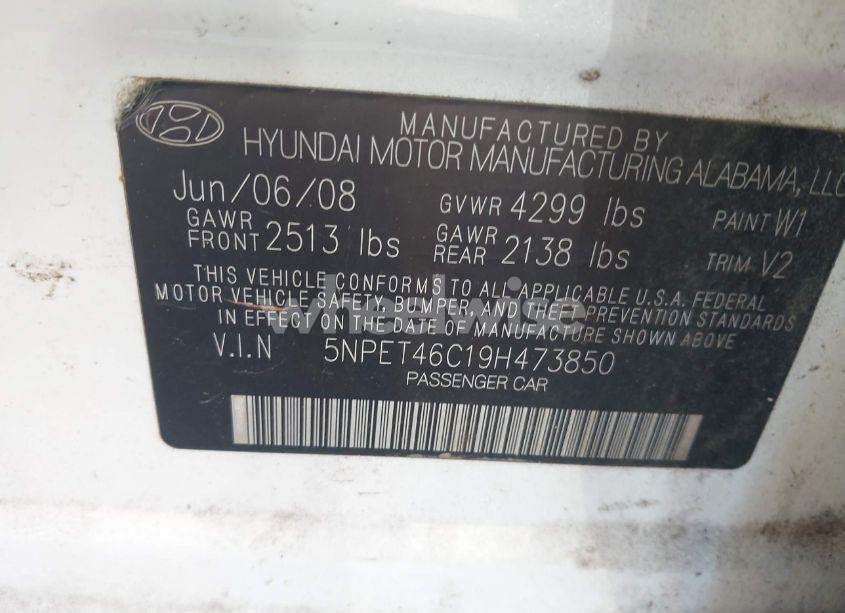 MANUFACTURED BY
HYUNDAI MOTOR MANUFACTURING ALABAMA, LLC
Jun/06/08 GVWR 4299 lbs PAINT W1
GAWR FRONT 2513 lbs GAWR REAR 2138 lbs TRIM V2
THIS VEHICLE CONFORMS TO ALL APPLICABLE U.S.A. FEDERAL
MOTOR VEHICLE SAFETY, BUMPER, AND THEFT PREVENTION STANDARDS
IN EFFECT ON THE DATE OF MANUFACTURE SHOWN ABOVE
V.I.N 5NPET46C19H473850
PASSENGER CAR
wheelwise